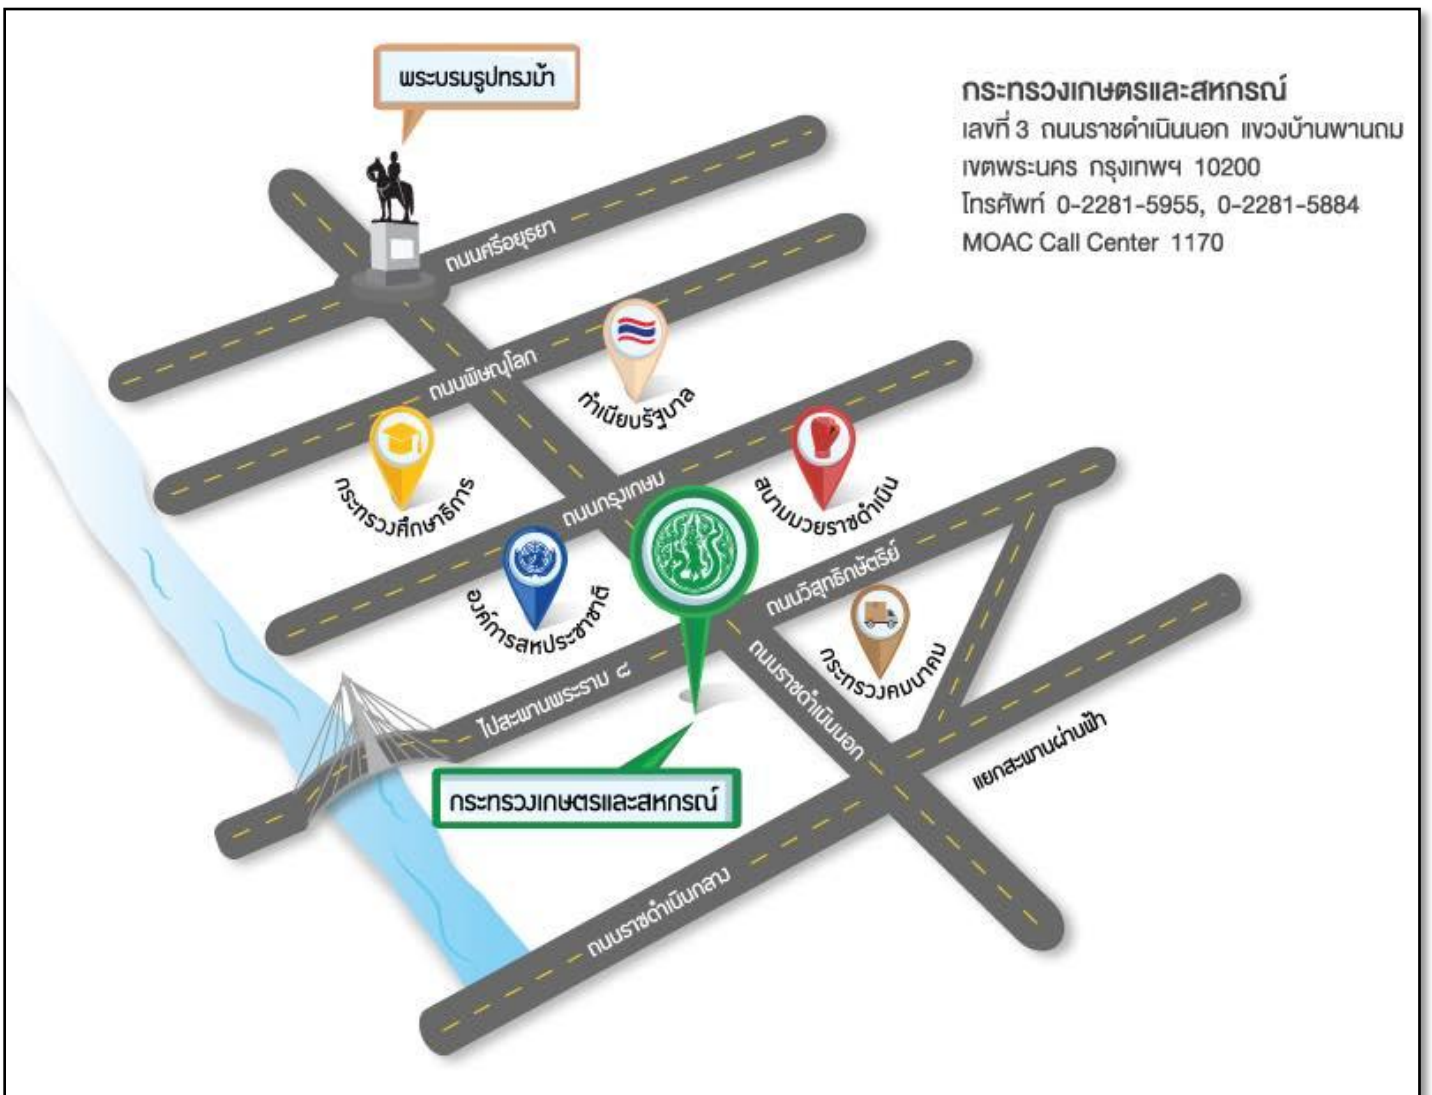 พระบรมรูปทรงม้า
กระทรวงเกษตรและสหกรณ์
เลขที่ 3 ถนนราชดำเนินนอก แขวงบ้านพานถม
เขตพระนคร กรุงเทพฯ 10200
โทรศัพท์ 0-2281-5955, 0-2281-5884
MOAC Call Center 1170
ถนนศรีอยุธยา
ถนนพิษณุโลก
ทำเนียบรัฐบาล
กระทรวงศึกษาธิการ
ถนนกรุงเกษม
สนามมวยราชดำเนิน
องค์การสหประชาชาติ
ถนนวิสุทธิกษัตริย์
กระทรวงคมนาคม
ไปสะพานพระราม ๘
ถนนราชดำเนินนอก
แยกสะพานผ่านฟ้า
กระทรวงเกษตรและสหกรณ์
ถนนราชดำเนินกลาง